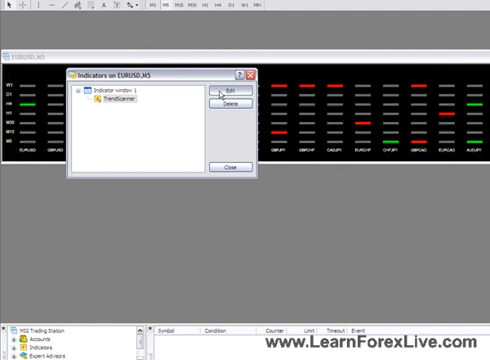 M1 M5 M15 M30 H1 H4 D1 W1 MN
EURUSD,M5
Indicators on EURUSD,M5
Indicator window 1
TrendScanner
Edit
Delete
Close
W1
D1
H4
H1
M30
M15
M5
EURUSD GBPUSD GBPJPY GBPCHF CADJPY EURCHF CHFJPY GBPCAD EURCAD AUDJPY
MIG Trading Station
Accounts
Indicators
Expert Advisors
Symbol Condition Counter Limit Timeout Event
www.LearnForexLive.com